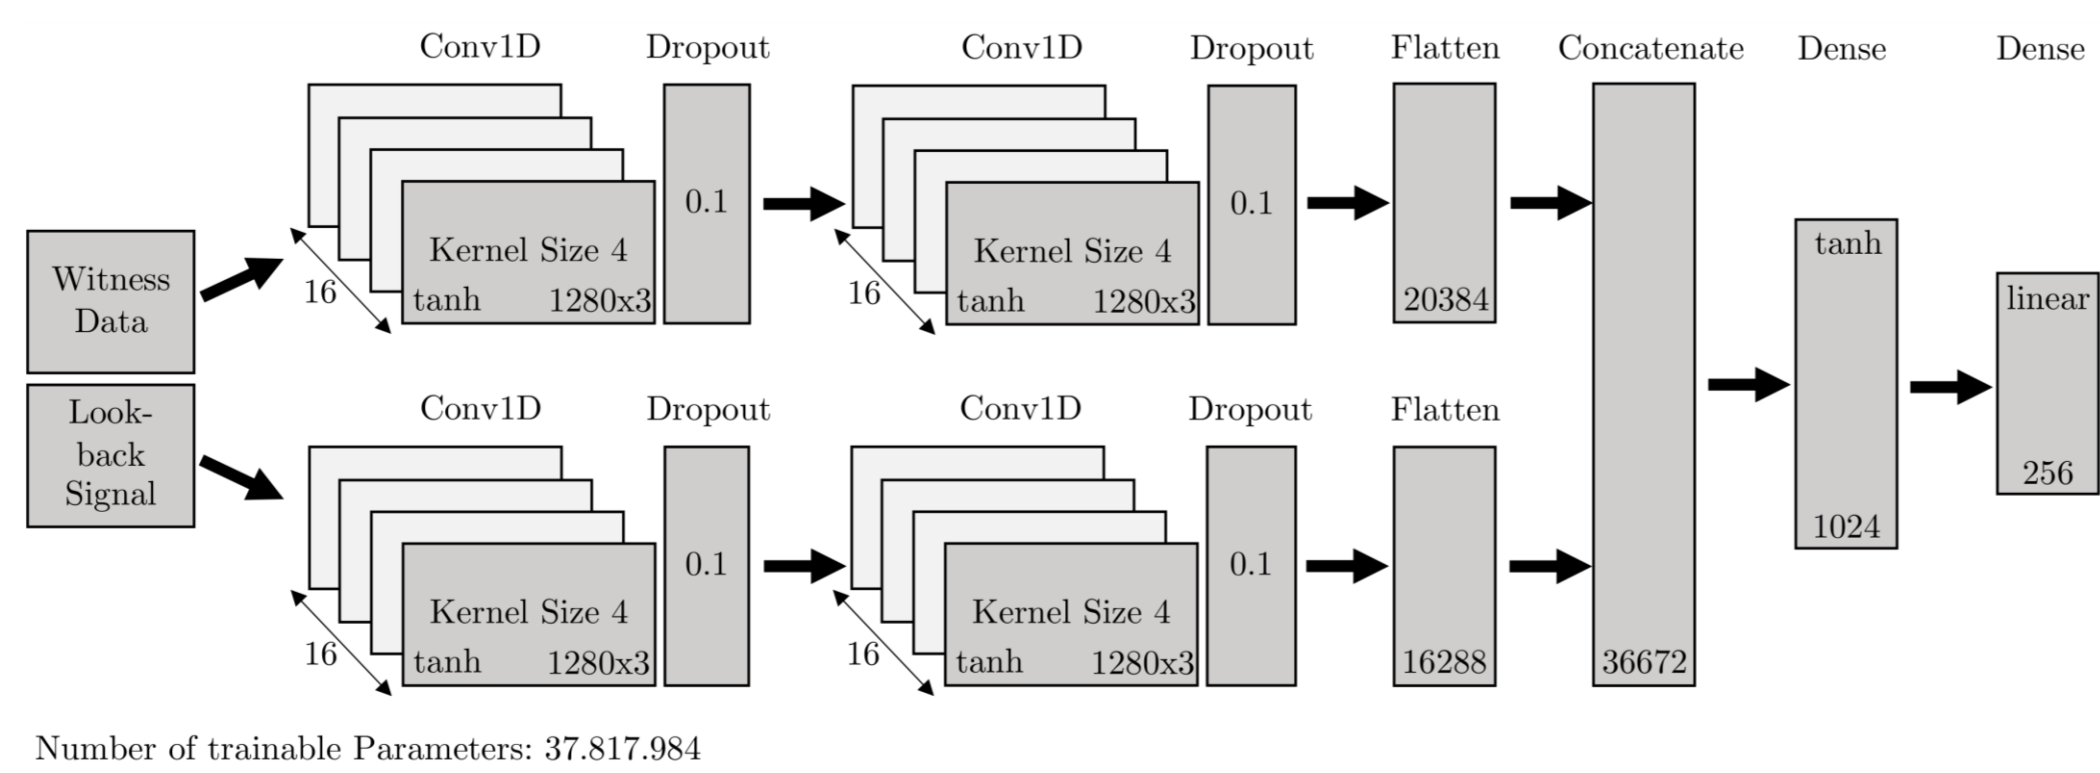 Conv1D Dropout Conv1D Dropout Flatten Concatenate Dense Dense
Witness
Data
Kernel Size 4
tanh 1280x3
16
0.1
Kernel Size 4
tanh 1280x3
16
0.1
20384
Look-
back
Signal
Conv1D Dropout Conv1D Dropout Flatten
Kernel Size 4
tanh 1280x3
16
0.1
Kernel Size 4
tanh 1280x3
16
0.1
16288
36672
tanh
1024
linear
256
Number of trainable Parameters: 37.817.984